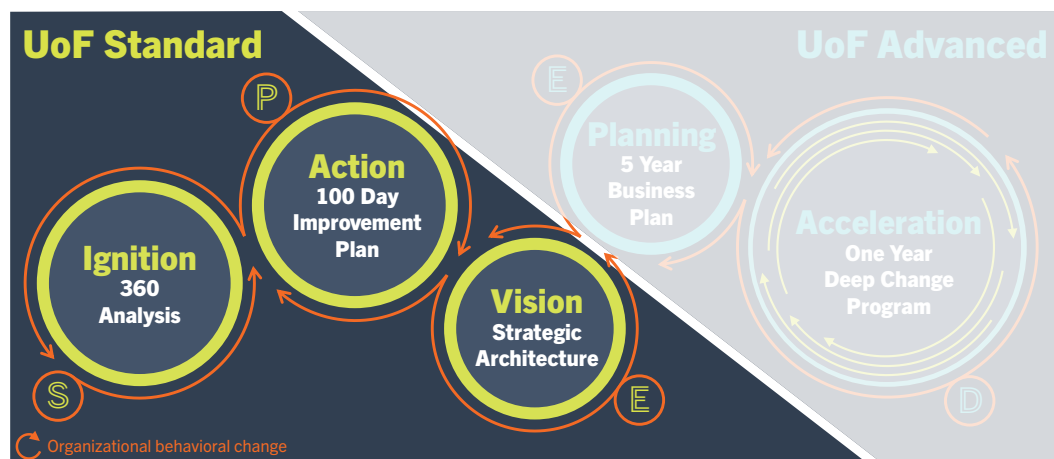 UoF Standard
P
Action
100 Day
Improvement
Plan
Ignition
360
Analysis
S
Vision
Strategic
Architecture
E
Organizational behavioral change
UoF Advanced
E
Planning
5 Year
Business
Plan
Acceleration
One Year
Deep Change
Program
D